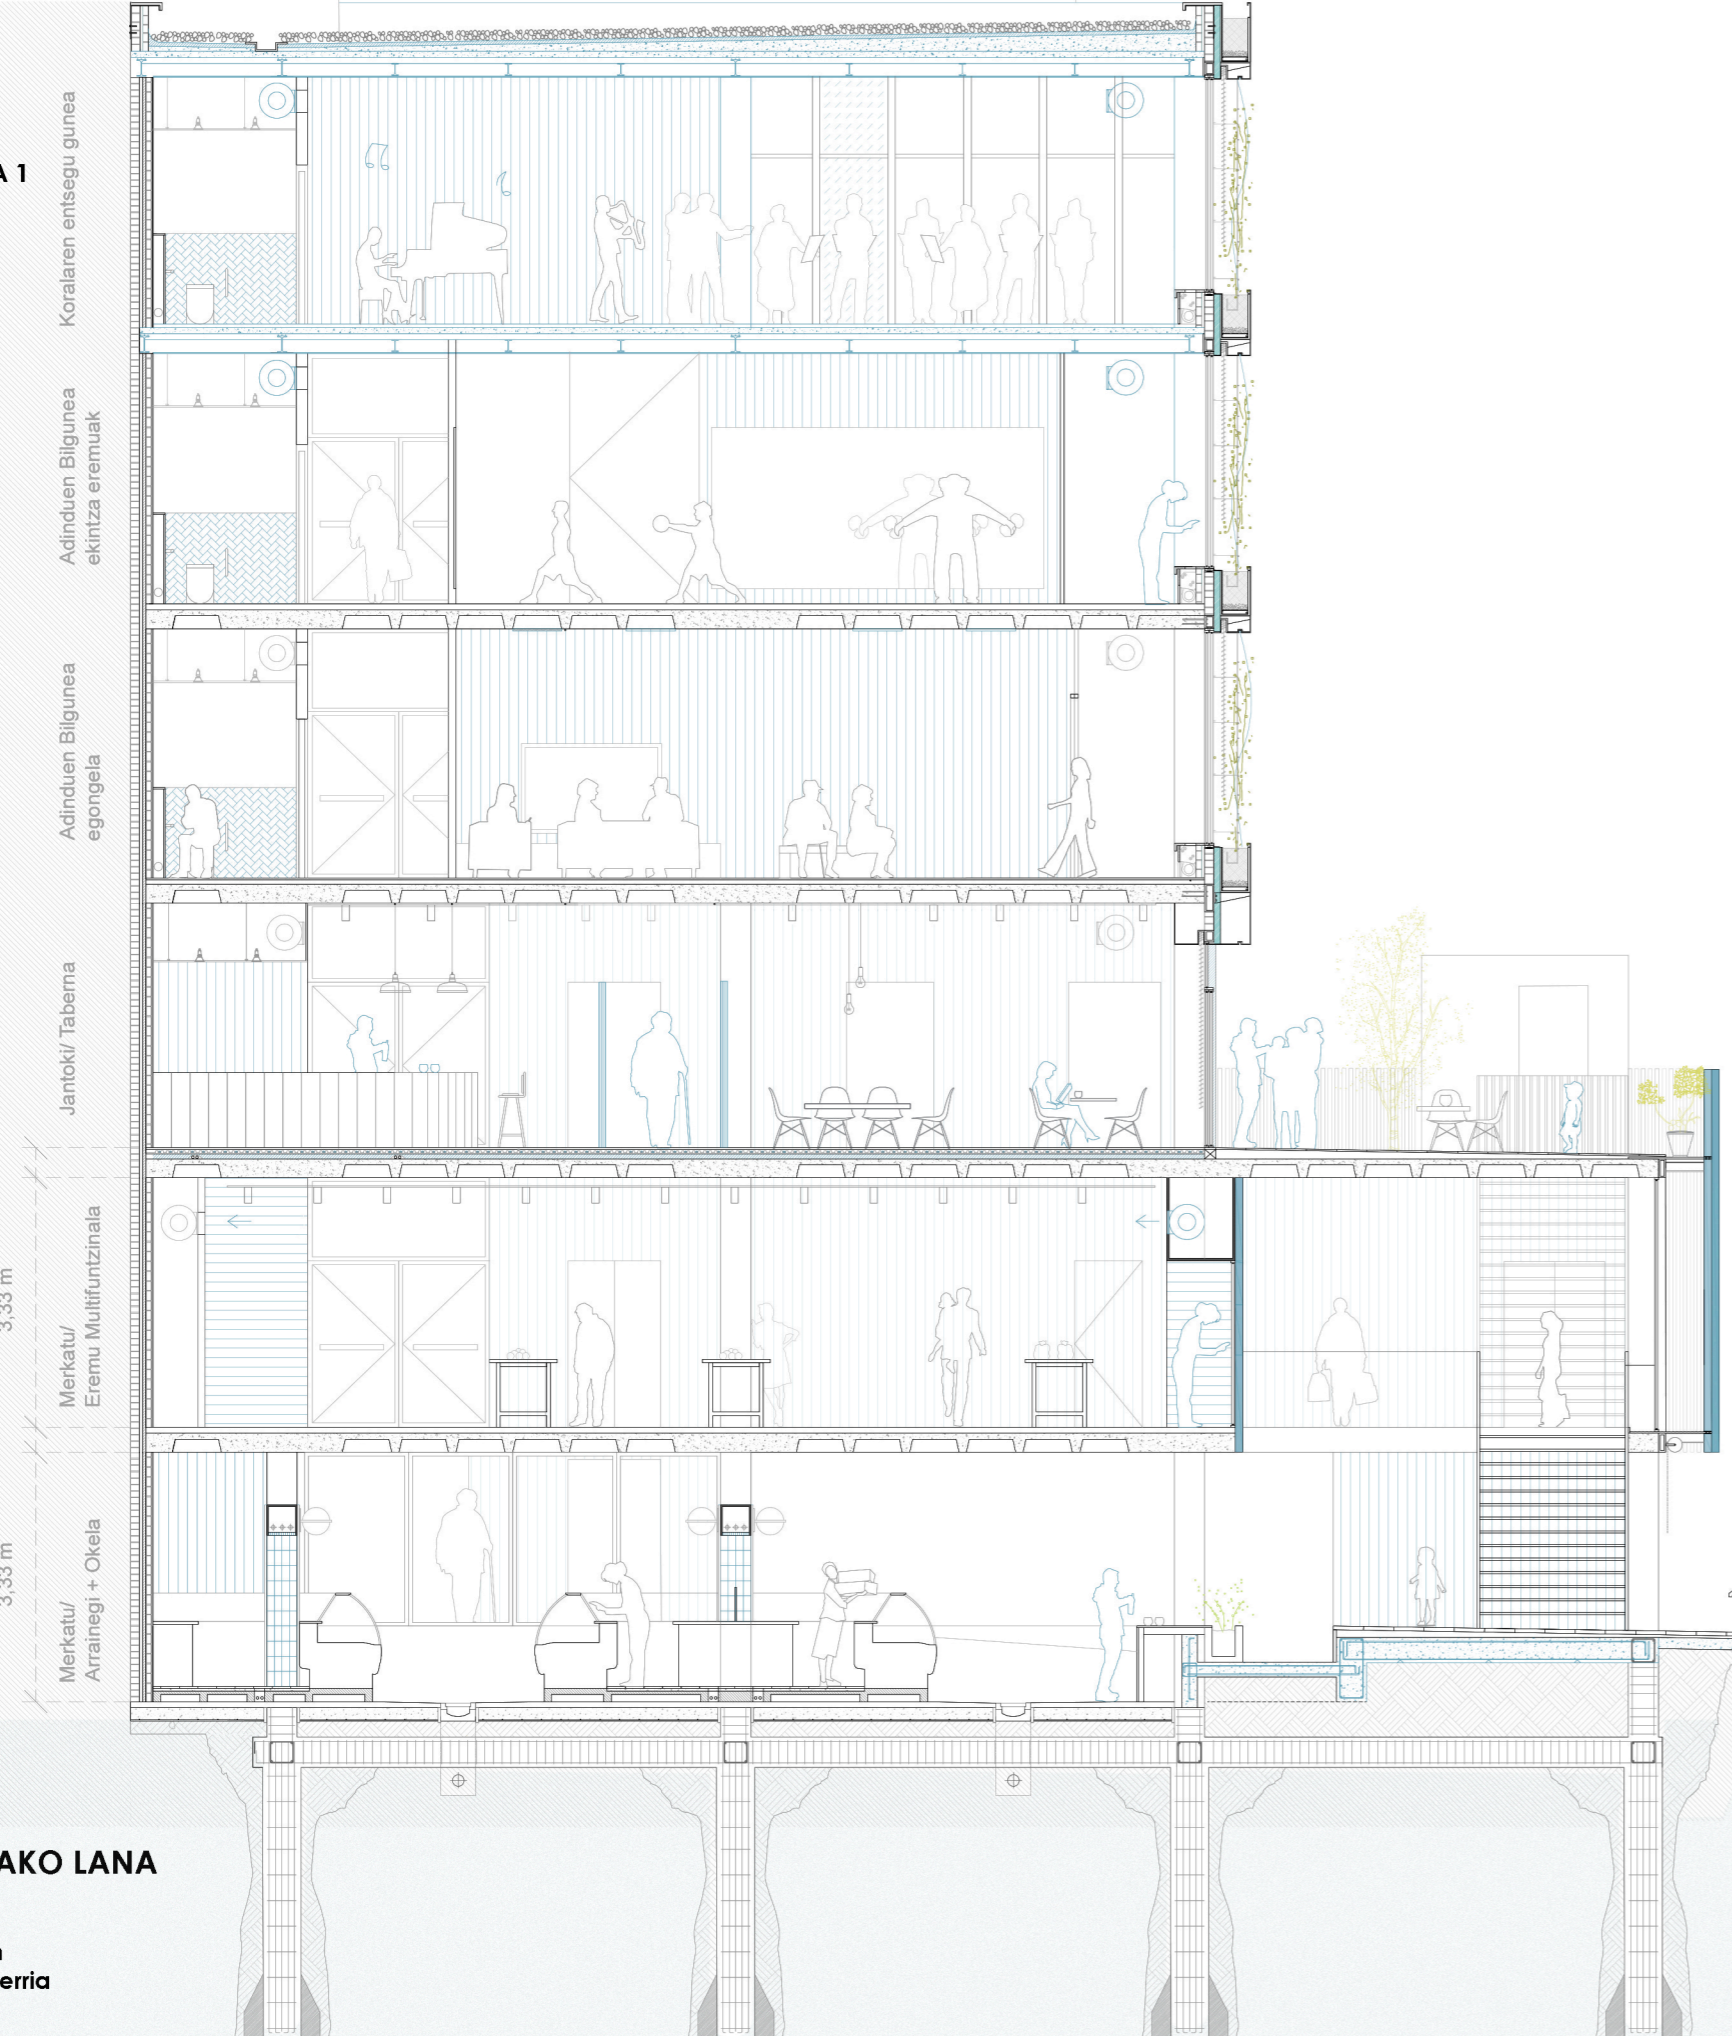 A 1
Koralaren entsegu gunea
Adinduen Bilgunea
ekintza eremuak
Adinduen Bilgunea
egongela
Jantoki/ Taberna
3,33 m
Merkatu/
Eremu Multifuntzinala
3,33 m
Merkatu/
Arrainegi + Okela
AKO LANA
erria